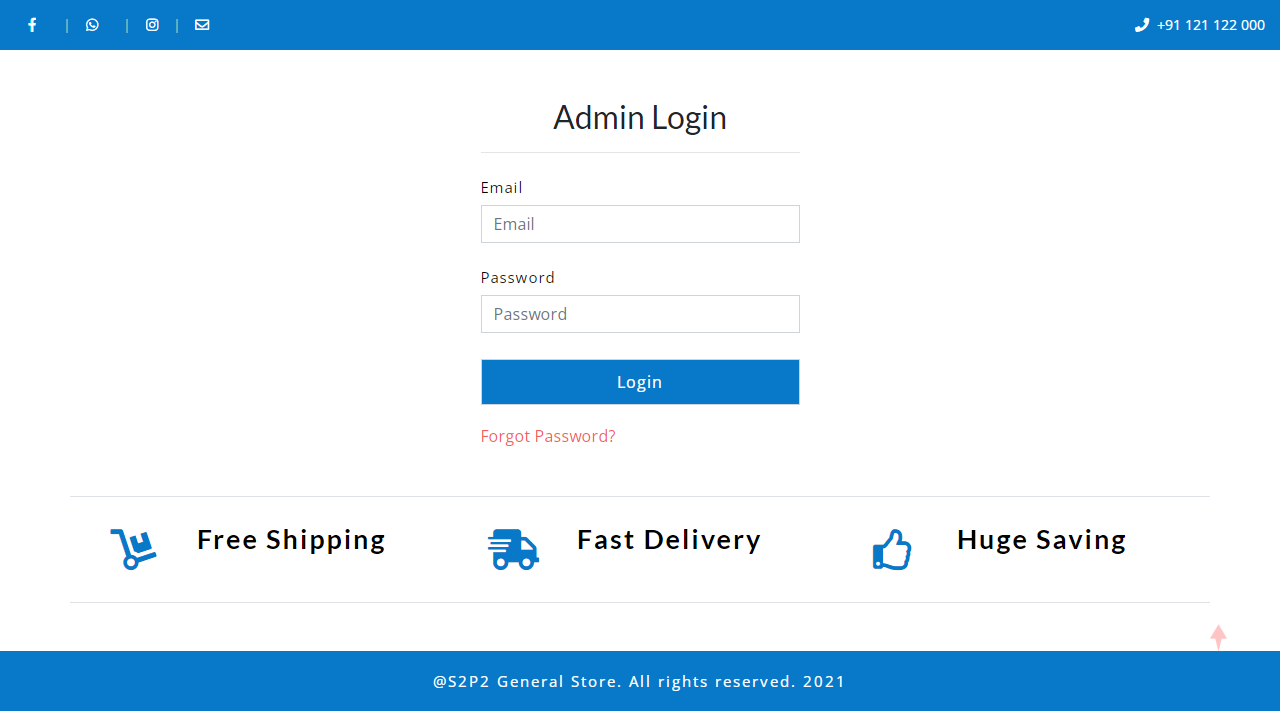 +91 121 122 000
Admin Login
Email
Email
Password
Password
Login
Forgot Password?
Free Shipping
Fast Delivery
Huge Saving
@S2P2 General Store. All rights reserved. 2021